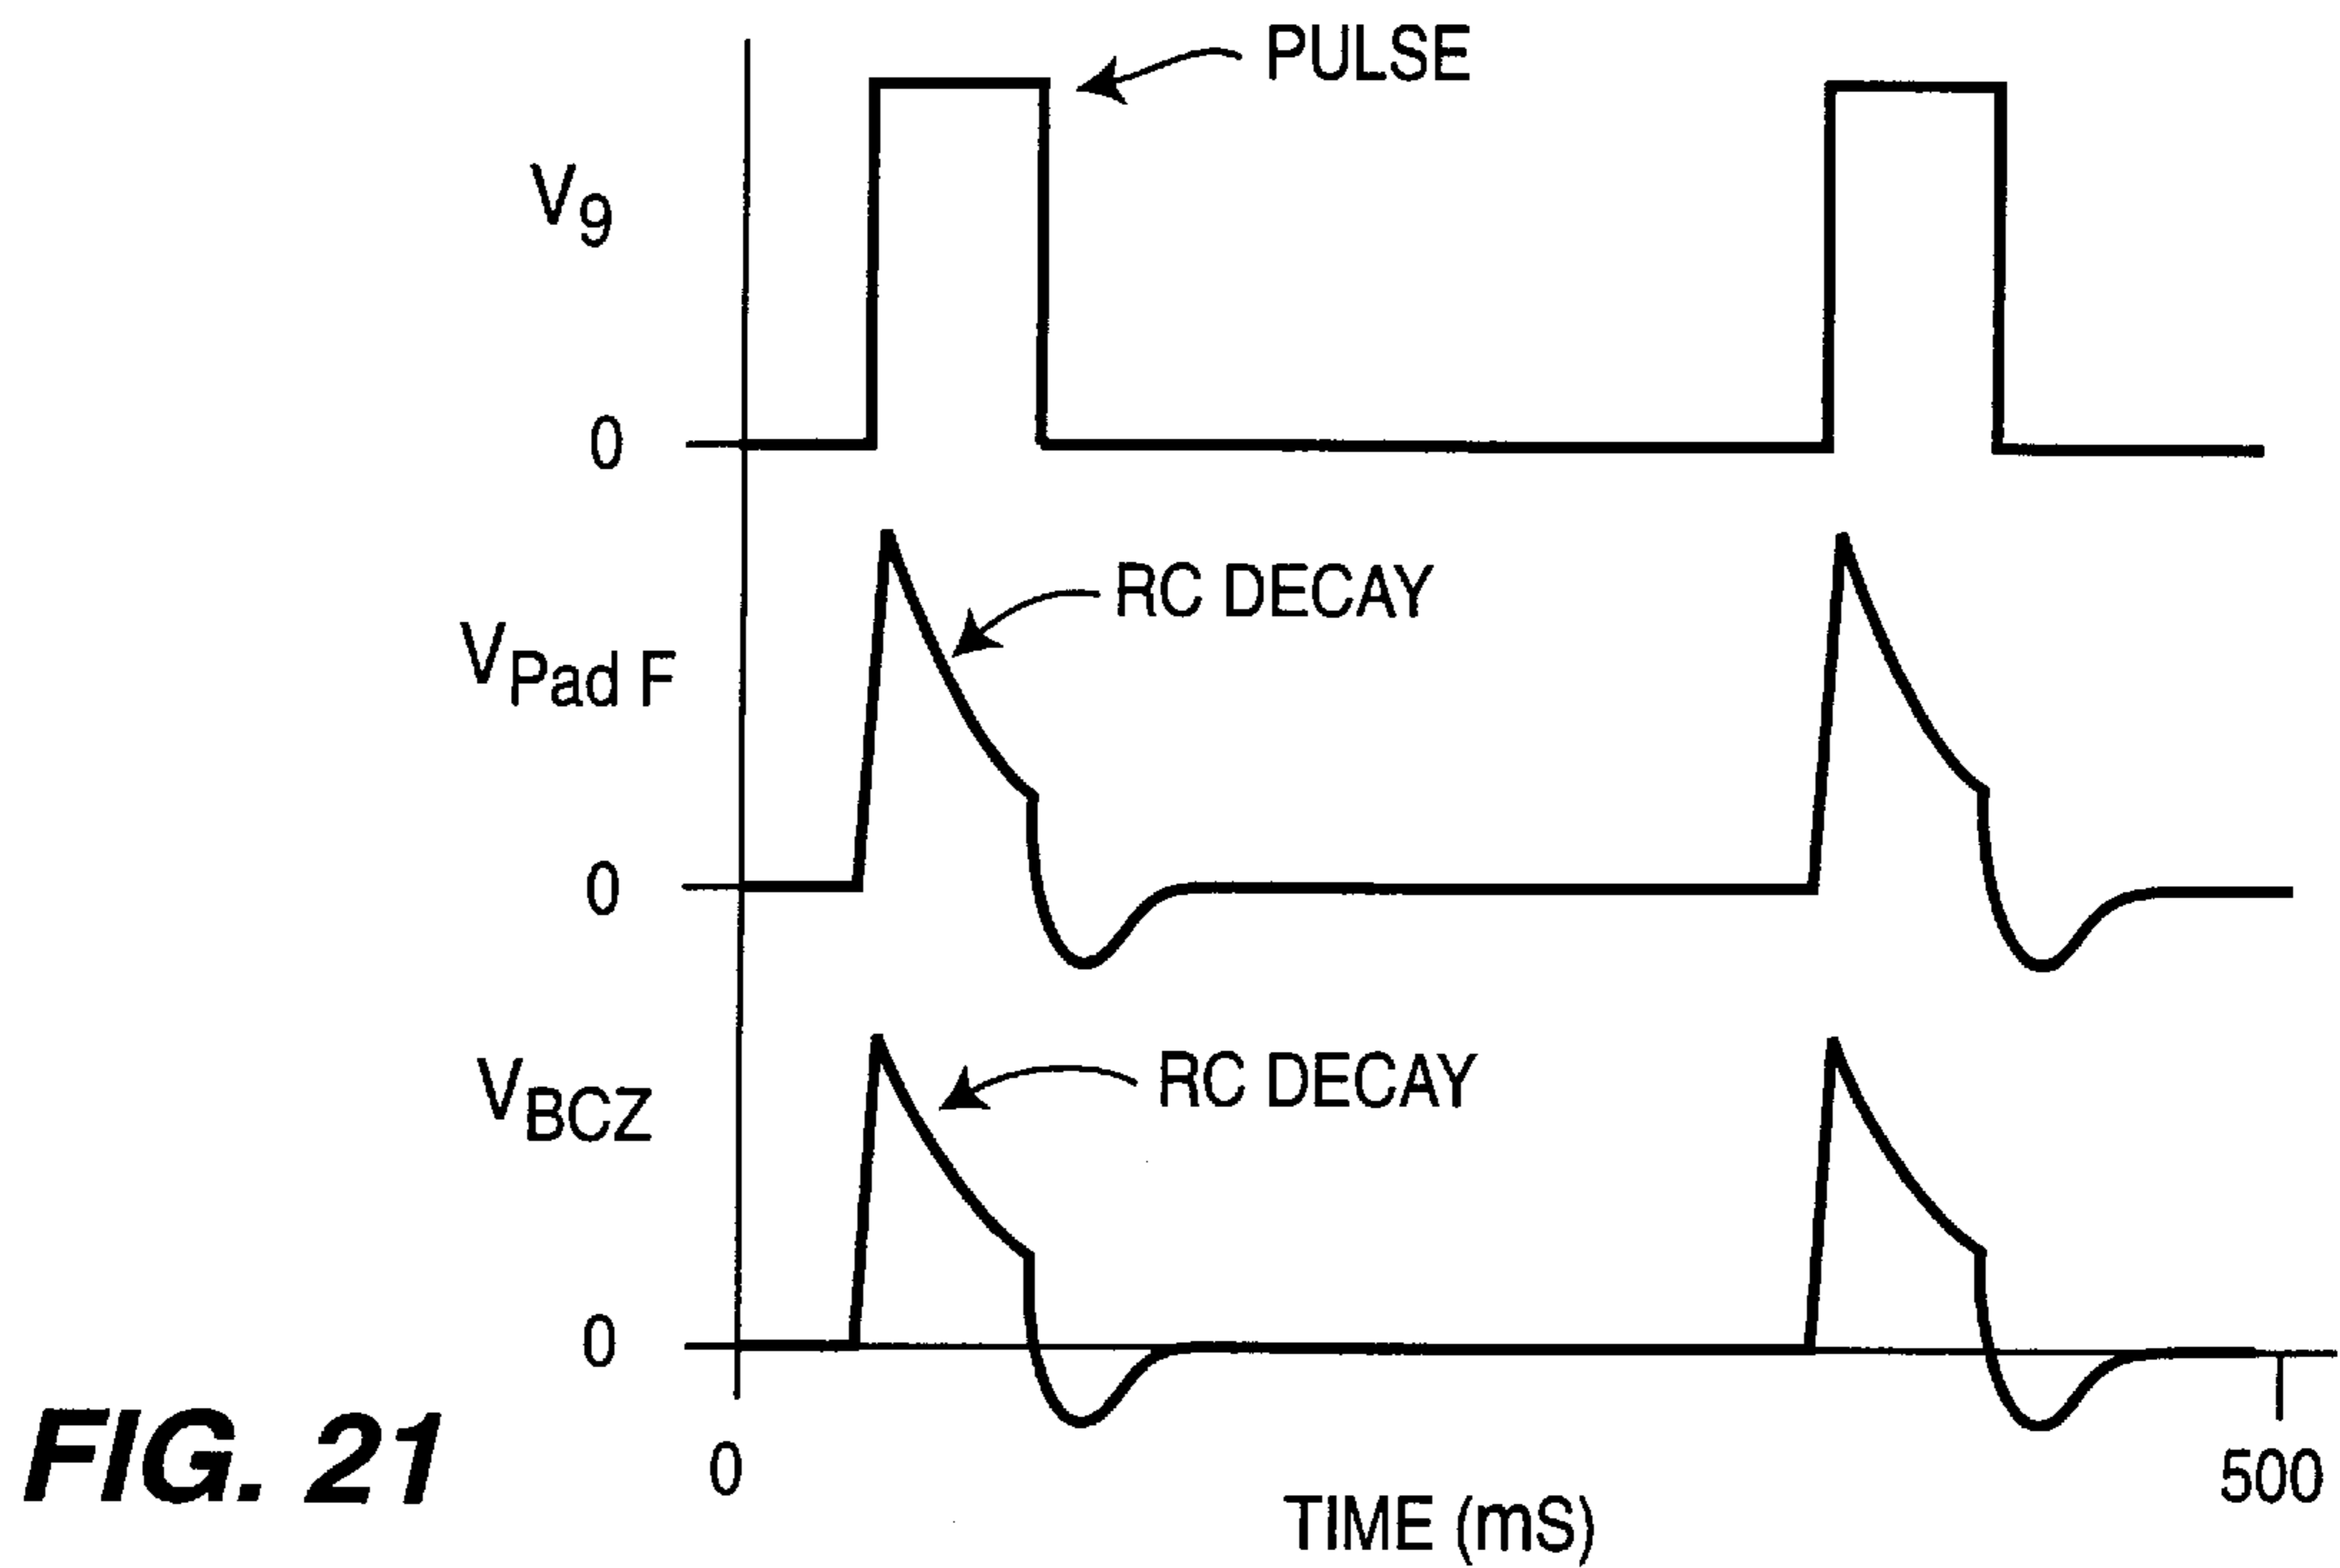 PULSE
V9
0
RC DECAY
VPad F
0
RC DECAY
VBCZ
0
0
500
TIME (mS)
FIG. 21